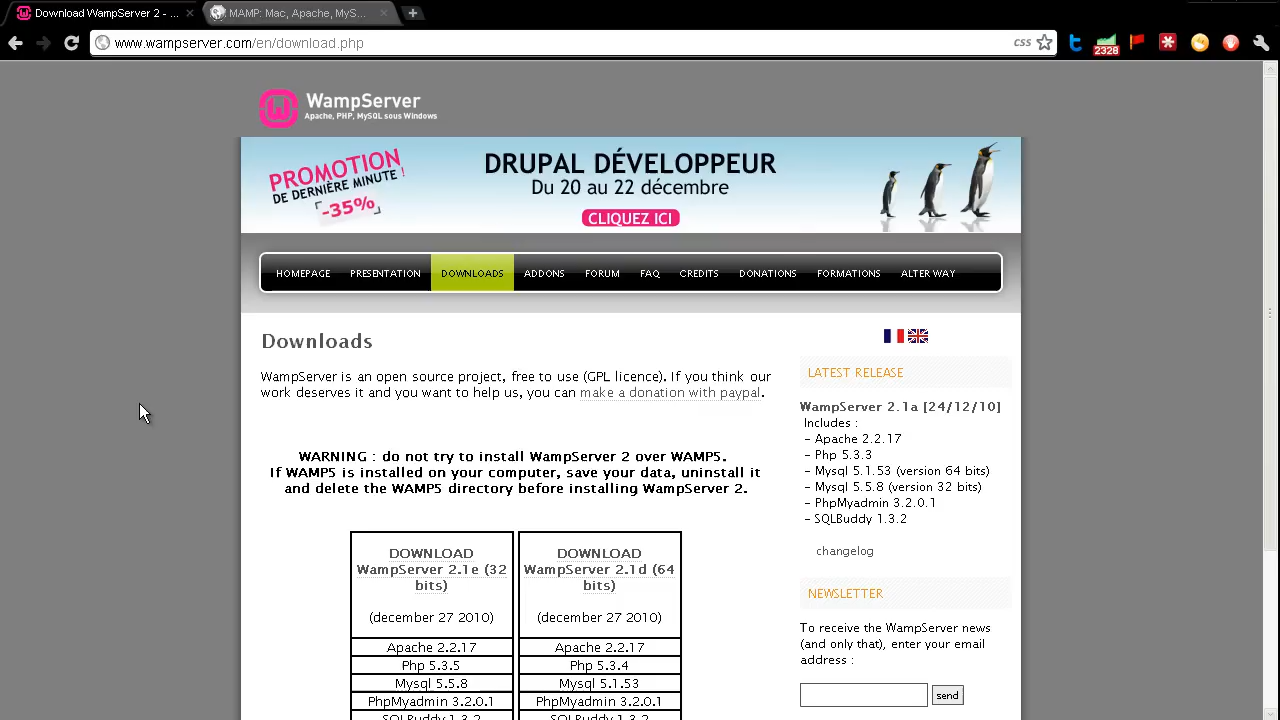 Download WampServer 2 - ...
MAMP: Mac, Apache, MyS...
www.wampserver.com/en/download.php
css
2328
WampServer
Apache, PHP, MySQL sous Windows
PROMOTION
DE DERNIÈRE MINUTE !
-35%
DRUPAL DÉVELOPPEUR
Du 20 au 22 décembre
CLIQUEZ ICI
HOMEPAGE PRESENTATION DOWNLOADS ADDONS FORUM FAQ CREDITS DONATIONS FORMATIONS ALTER WAY
Downloads
WampServer is an open source project, free to use (GPL licence). If you think our
work deserves it and you want to help us, you can make a donation with paypal.
WARNING : do not try to install WampServer 2 over WAMP5.
If WAMP5 is installed on your computer, save your data, uninstall it
and delete the WAMP5 directory before installing WampServer 2.
DOWNLOAD
WampServer 2.1e (32
bits)
(december 27 2010)
Apache 2.2.17
Php 5.3.5
Mysql 5.5.8
PhpMyadmin 3.2.0.1
SQLBuddy 1.3.2
DOWNLOAD
WampServer 2.1d (64
bits)
(december 27 2010)
Apache 2.2.17
Php 5.3.4
Mysql 5.1.53
PhpMyadmin 3.2.0.1
SQLBuddy 1.3.2
LATEST RELEASE
WampServer 2.1a [24/12/10]
Includes :
- Apache 2.2.17
- Php 5.3.3
- Mysql 5.1.53 (version 64 bits)
- Mysql 5.5.8 (version 32 bits)
- PhpMyadmin 3.2.0.1
- SQLBuddy 1.3.2
changelog
NEWSLETTER
To receive the WampServer news
(and only that), enter your email
address :
send